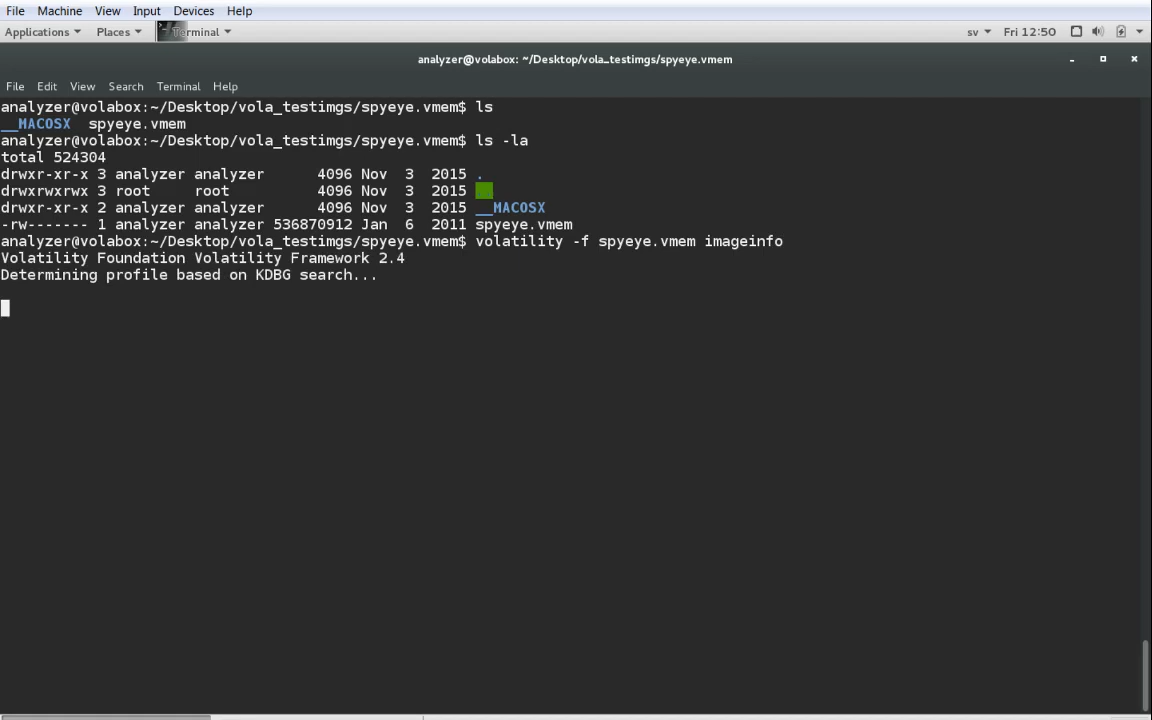 File Machine View Input Devices Help
Applications Places Terminal sv Fri 12:50
analyzer@volabox: ~/Desktop/vola_testimgs/spyeye.vmem
File Edit View Search Terminal Help
analyzer@volabox:~/Desktop/vola_testimgs/spyeye.vmem$ ls
__MACOSX  spyeye.vmem
analyzer@volabox:~/Desktop/vola_testimgs/spyeye.vmem$ ls -la
total 524304
drwxr-xr-x 3 analyzer analyzer      4096 Nov  3  2015 .
drwxrwxrwx 3 root     root          4096 Nov  3  2015
drwxr-xr-x 2 analyzer analyzer      4096 Nov  3  2015 __MACOSX
-rw------- 1 analyzer analyzer 536870912 Jan  6  2011 spyeye.vmem
analyzer@volabox:~/Desktop/vola_testimgs/spyeye.vmem$ volatility -f spyeye.vmem imageinfo
Volatility Foundation Volatility Framework 2.4
Determining profile based on KDBG search...